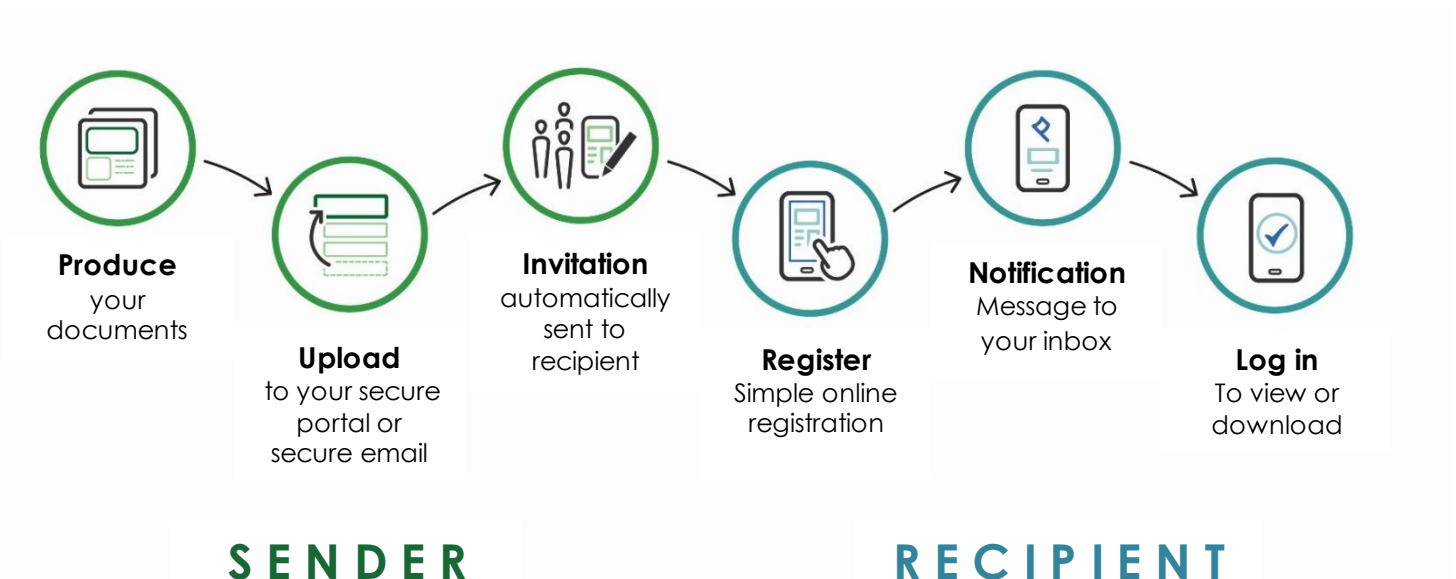 Produce
your
documents
Upload
to your secure
portal or
secure email
Invitation
automatically
sent to
recipient
Register
Simple online
registration
Notification
Message to
your inbox
Log in
To view or
download
SENDER
RECIPIENT